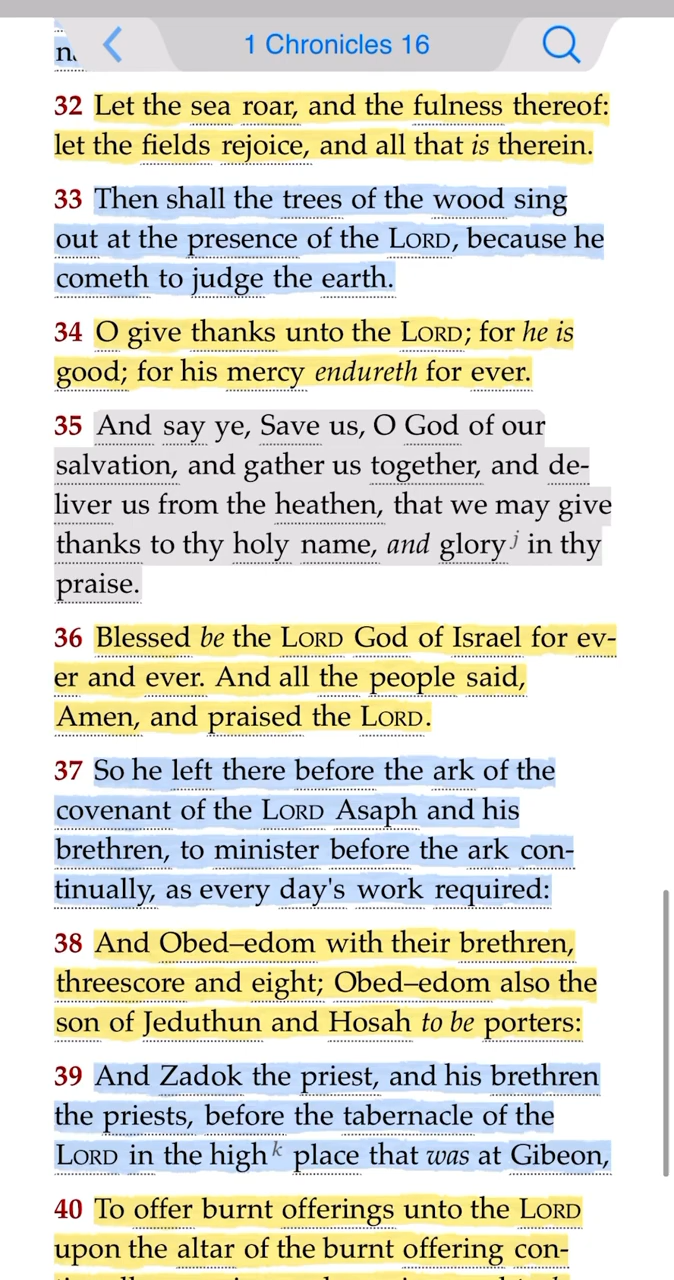 1 Chronicles 16
32 Let the sea roar, and the fulness thereof:
let the fields rejoice, and all that is therein.
33 Then shall the trees of the wood sing
out at the presence of the LORD, because he
cometh to judge the earth.
34 O give thanks unto the LORD; for he is
good; for his mercy endureth for ever.
35 And say ye, Save us, O God of our
salvation, and gather us together, and de-
liver us from the heathen, that we may give
thanks to thy holy name, and glory j in thy
praise.
36 Blessed be the LORD God of Israel for ev-
er and ever. And all the people said,
Amen, and praised the LORD.
37 So he left there before the ark of the
covenant of the LORD Asaph and his
brethren, to minister before the ark con-
tinually, as every day's work required:
38 And Obed–edom with their brethren,
threescore and eight; Obed–edom also the
son of Jeduthun and Hosah to be porters:
39 And Zadok the priest, and his brethren
the priests, before the tabernacle of the
LORD in the high k place that was at Gibeon,
40 To offer burnt offerings unto the LORD
upon the altar of the burnt offering con-